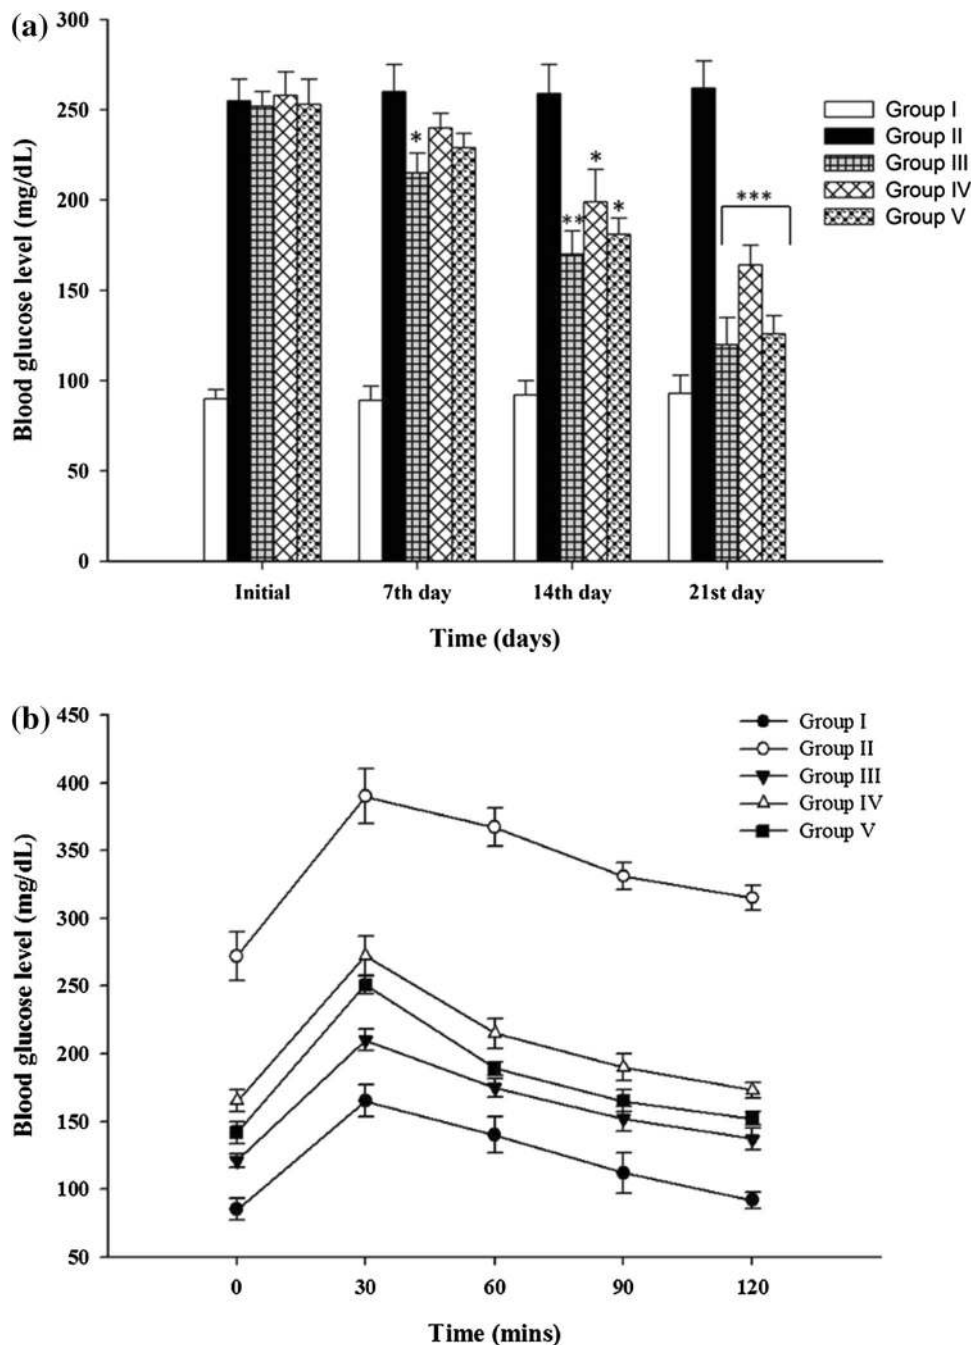 (a)
300
250
200
150
100
50
0
Blood glucose level (mg/dL)
*
**
*
*
***
Group I
Group II
Group III
Group IV
Group V
Initial
7th day
14th day
21st day
Time (days)
(b)
450
400
350
300
250
200
150
100
50
Blood glucose level (mg/dL)
Group I
Group II
Group III
Group IV
Group V
0
30
60
90
120
Time (mins)